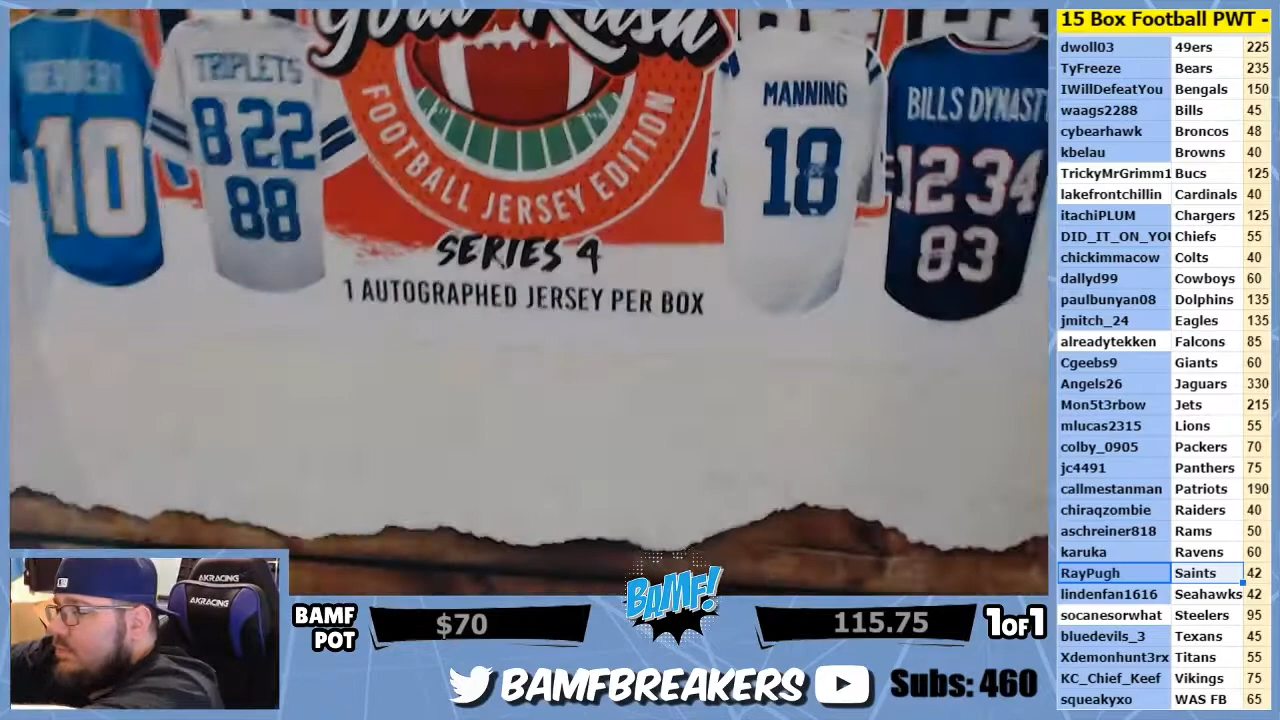 Gold Rush
FOOTBALL JERSEY EDITION
SERIES 4
1 AUTOGRAPHED JERSEY PER BOX
10
TRIPLETS
8 22
88
MANNING
18
BILLS DYNASTY
12 34
83
AKRACING
AKRACING
BAMF
POT
$70
BAMF!
115.75
1OF1
BAMFBREAKERS
Subs: 460
15 Box Football PWT -
dwoll03 49ers 225
TyFreeze Bears 235
IWillDefeatYou Bengals 150
waags2288 Bills 45
cybearhawk Broncos 48
kbelau Browns 40
TrickyMrGrimm1 Bucs 125
lakefrontchillin Cardinals 40
itachiPLUM Chargers 125
DID_IT_ON_YOU Chiefs 55
chickimmacow Colts 40
dallyd99 Cowboys 60
paulbunyan08 Dolphins 135
jmitch_24 Eagles 135
alreadytekken Falcons 85
Cgeebs9 Giants 60
Angels26 Jaguars 330
Mon5t3rbow Jets 215
mlucas2315 Lions 55
colby_0905 Packers 70
jc4491 Panthers 75
callmestanman Patriots 190
chiraqzombie Raiders 40
aschreiner818 Rams 50
karuka Ravens 60
RayPugh Saints 42
lindenfan1616 Seahawks 42
socanesorwhat Steelers 95
bluedevils_3 Texans 45
Xdemonhunt3rx Titans 55
KC_Chief_Keef Vikings 75
squeakyxo WAS FB 65